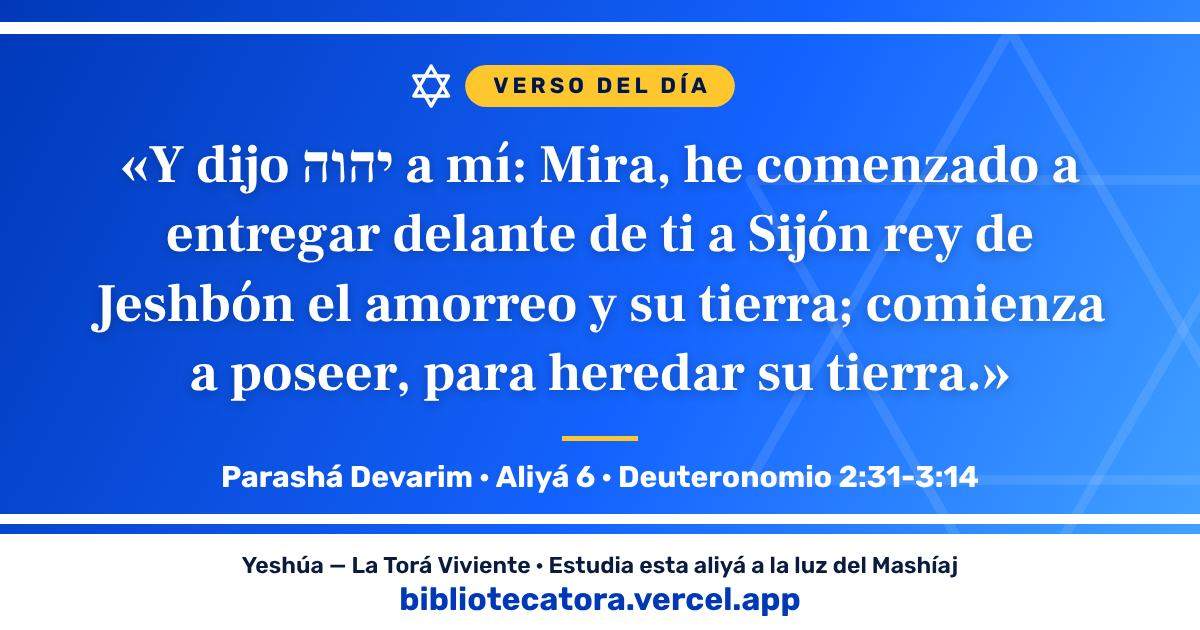 VERSO DEL DÍA
«Y dijo יהוה a mí: Mira, he comenzado a
entregar delante de ti a Sijón rey de
Jeshbón el amorreo y su tierra; comienza
a poseer, para heredar su tierra.»
Parashá Devarim • Aliyá 6 • Deuteronomio 2:31-3:14
Yeshúa — La Torá Viviente • Estudia esta aliyá a la luz del Mashíaj
bibliotecatora.vercel.app